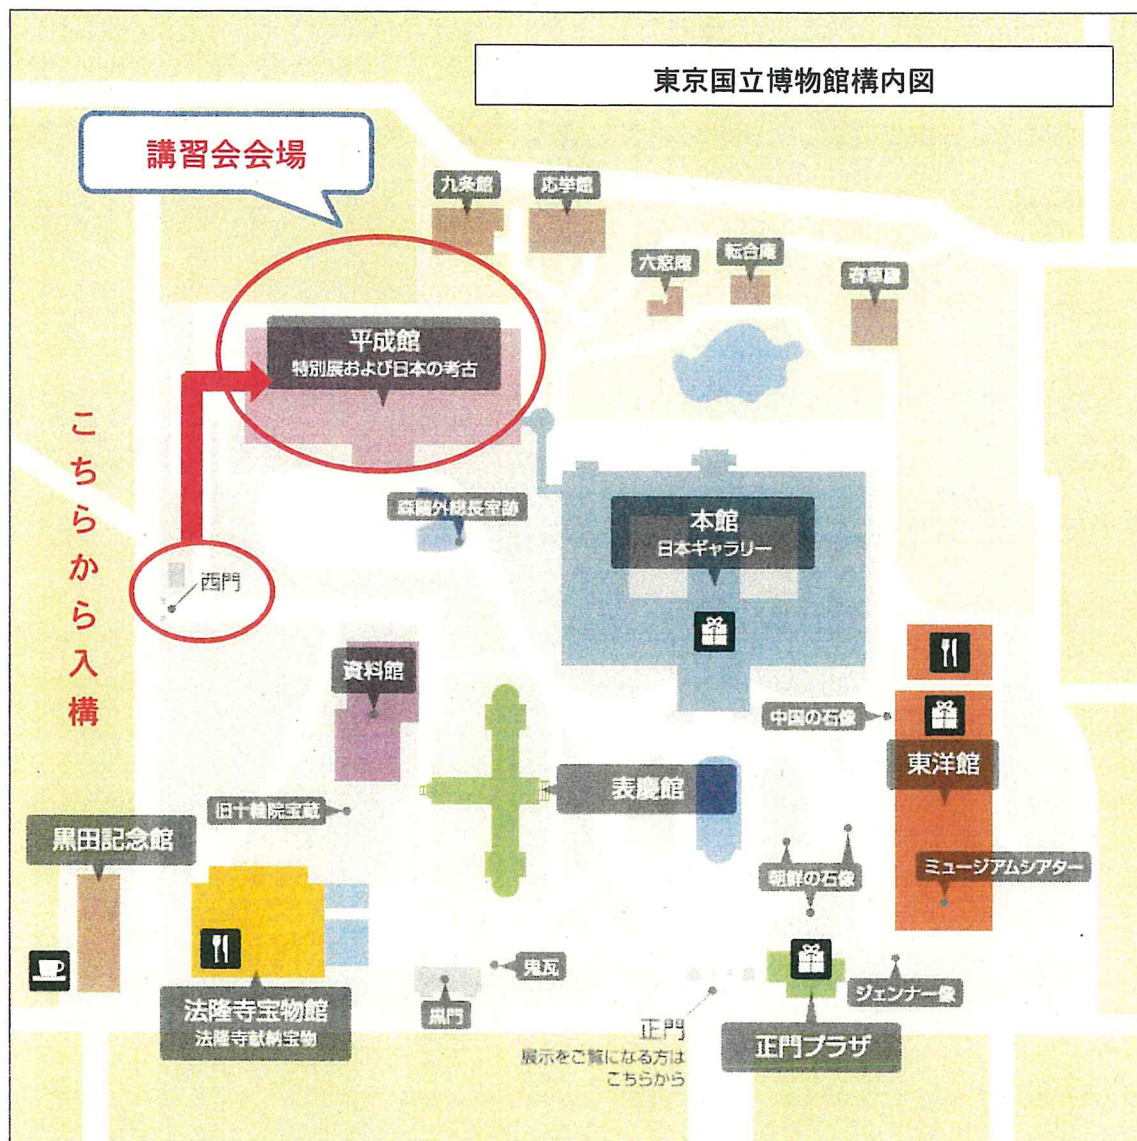 東京国立博物館構内図
講習会会場
九条館
応挙館
六窓庵
転合庵
春草廬
平成館
特別展および日本の考古
こちらから入構
森鷗外総長室跡
本館
日本ギャラリー
西門
資料館
中国の石像
東洋館
表慶館
旧十輪院宝蔵
黒田記念館
朝鮮の石像
ミュージアムシアター
鬼瓦
黒門
法隆寺宝物館
法隆寺献納宝物
ジェンナー像
正門
展示をご覧になる方は
こちらから
正門プラザ